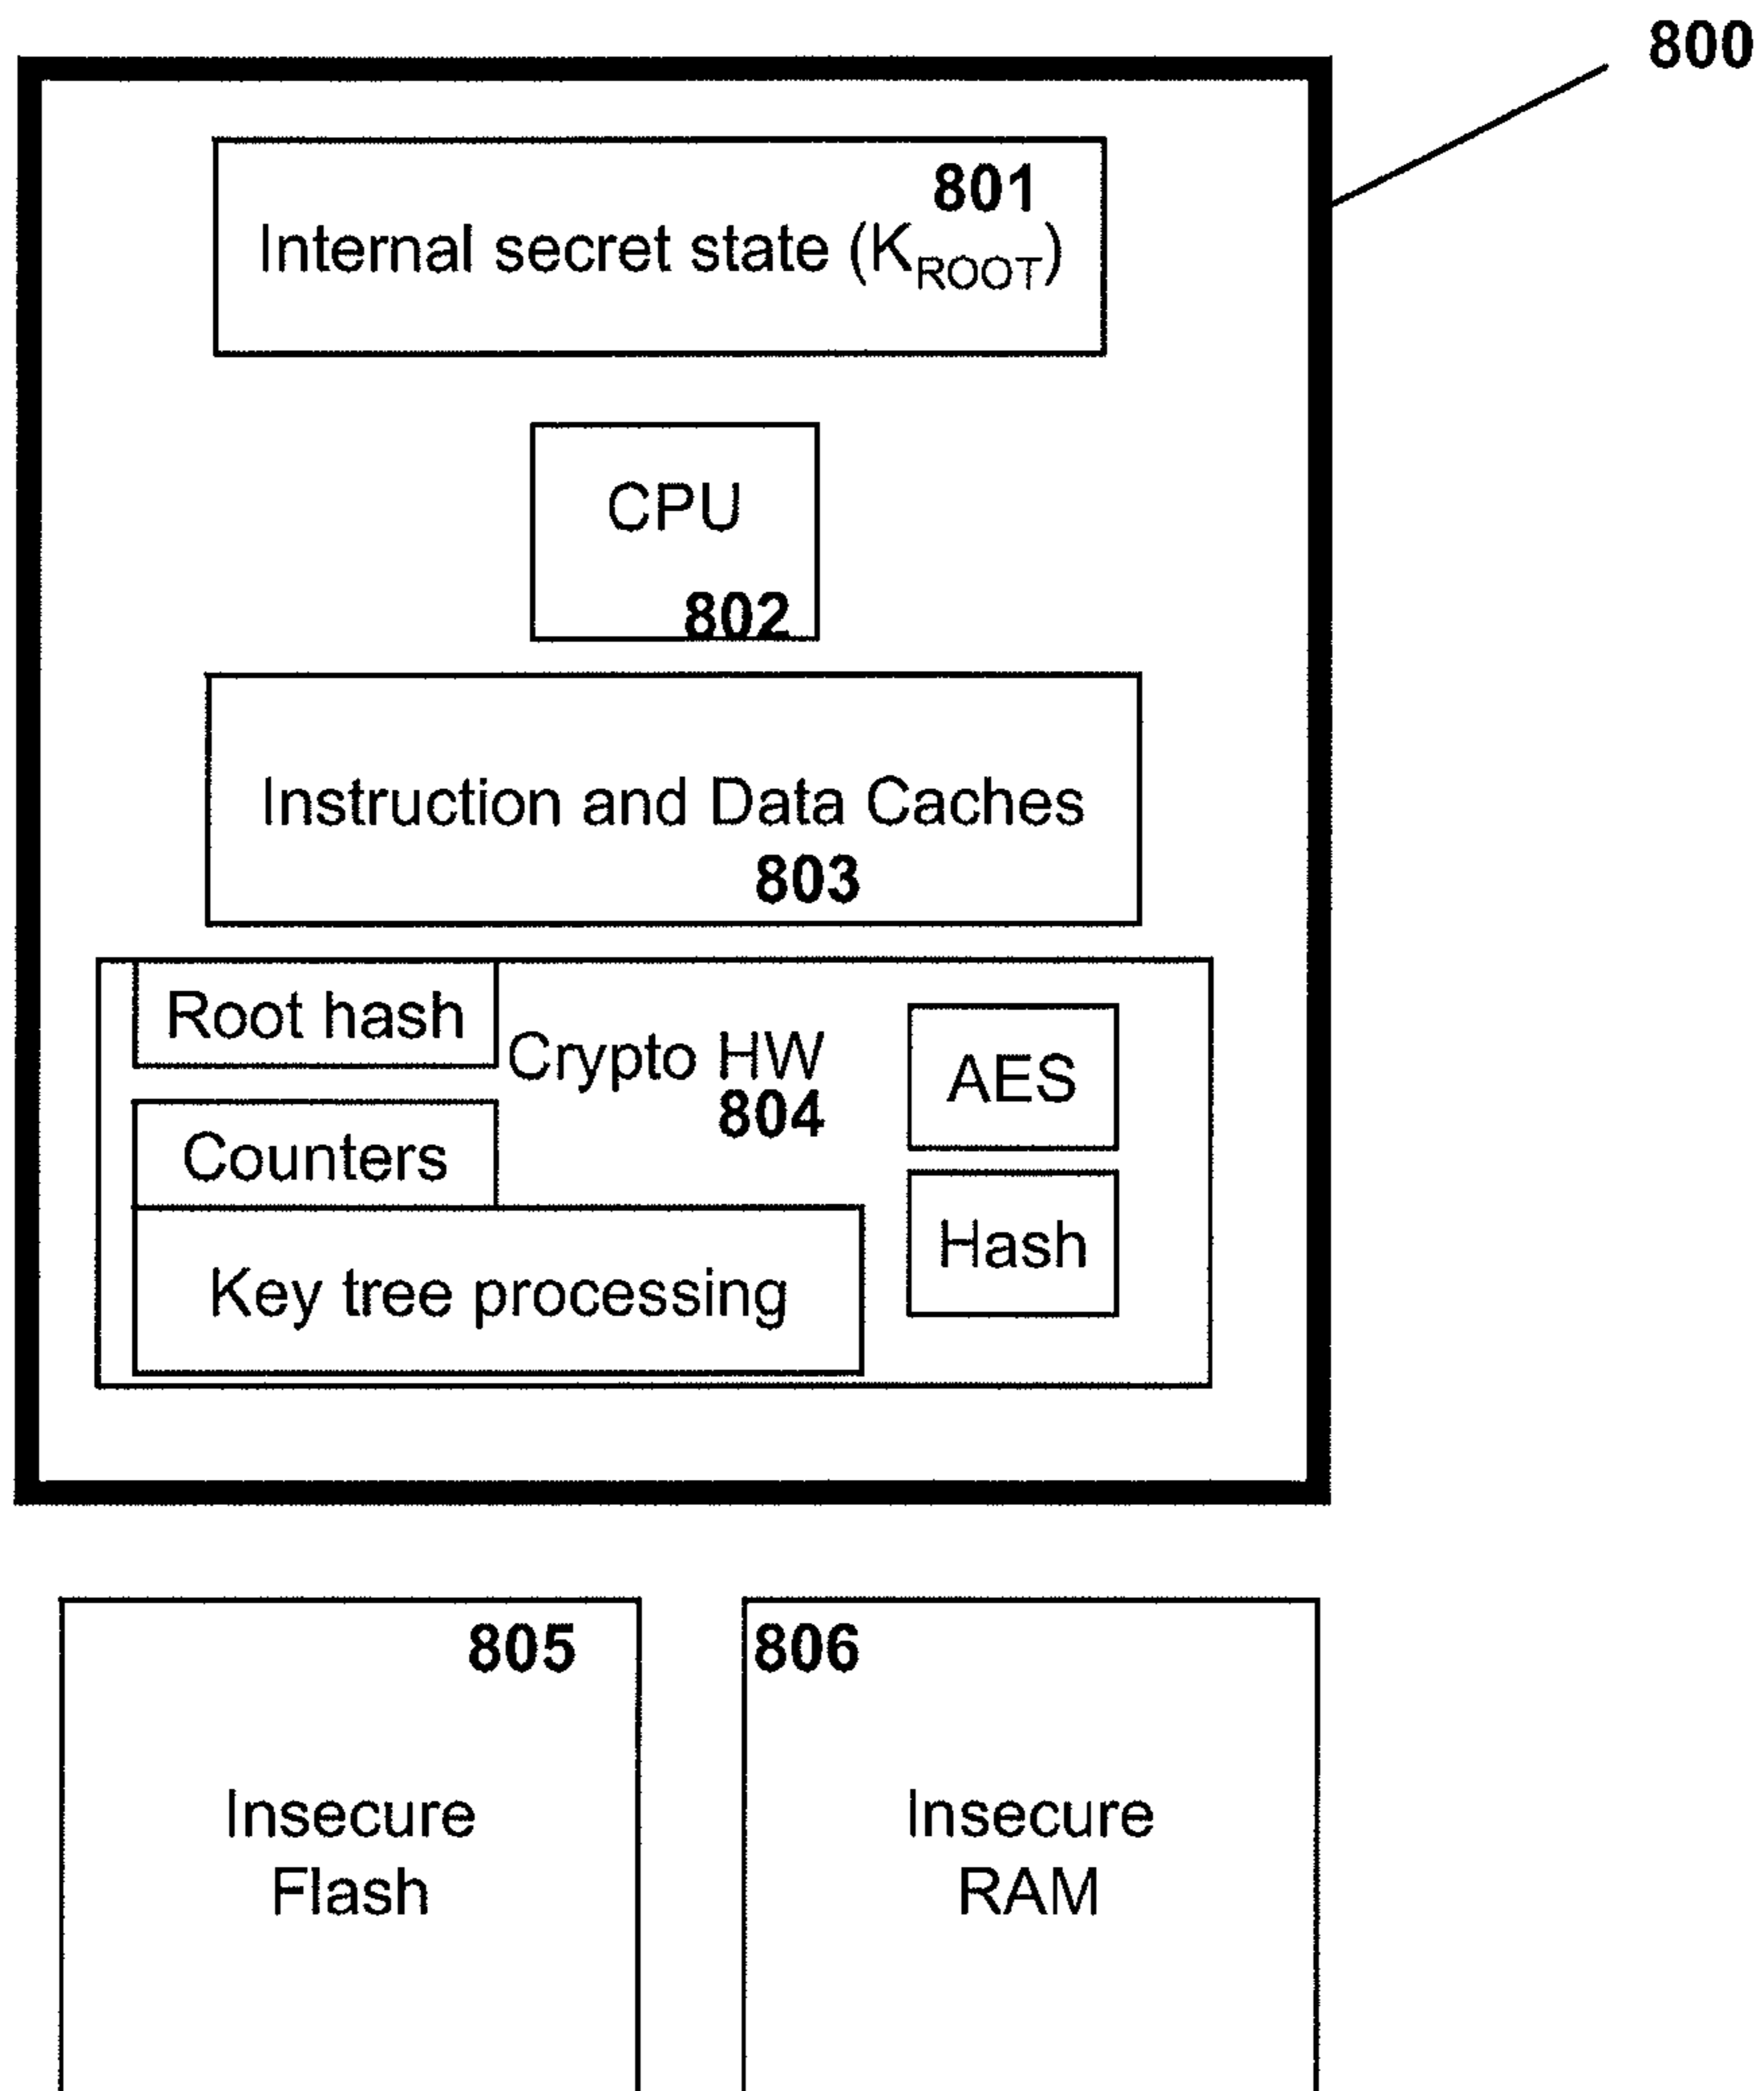 800
801
Internal secret state (K_ROOT)
CPU
802
Instruction and Data Caches
803
Root hash
Crypto HW
804
AES
Counters
Hash
Key tree processing
805
806
Insecure
Flash
Insecure
RAM